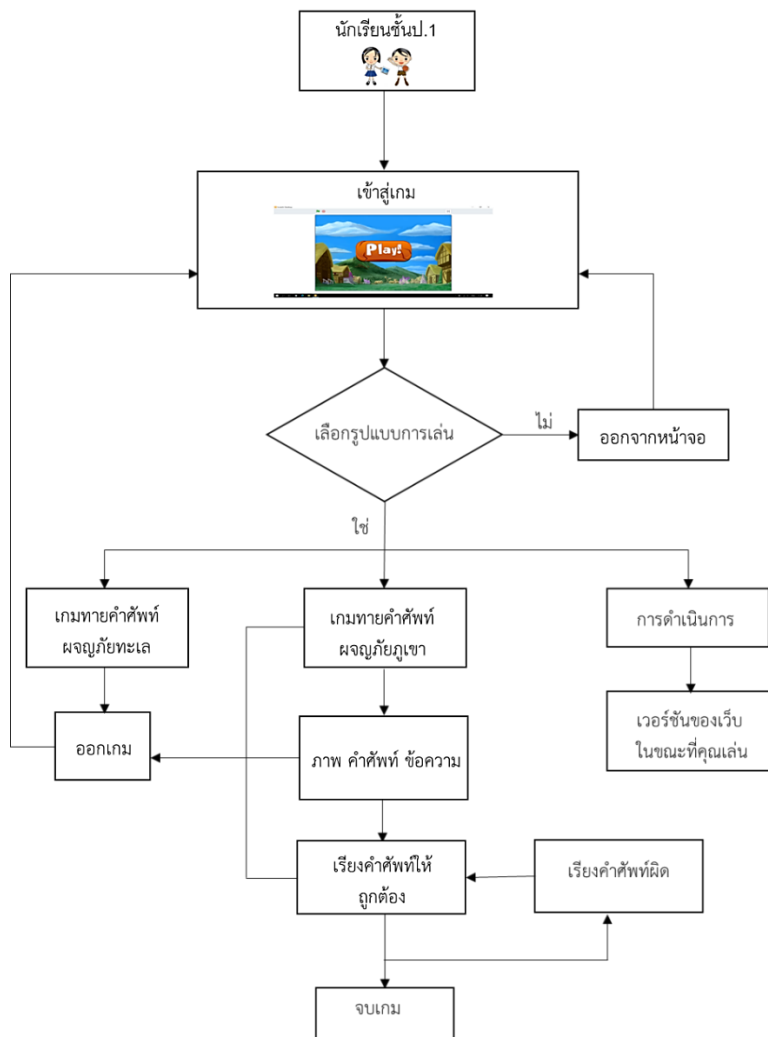 นักเรียนชั้นป.1
เข้าสู่เกม
Play!
เลือกรูปแบบการเล่น
ไม่
ออกจากหน้าจอ
ใช่
เกมทายคำศัพท์
ผจญภัยทะเล
เกมทายคำศัพท์
ผจญภัยภูเขา
การดำเนินการ
ออกเกม
ภาพ คำศัพท์ ข้อความ
เวอร์ชันของเว็บ
ในขณะที่คุณเล่น
เรียงคำศัพท์ให้
ถูกต้อง
เรียงคำศัพท์ผิด
จบเกม